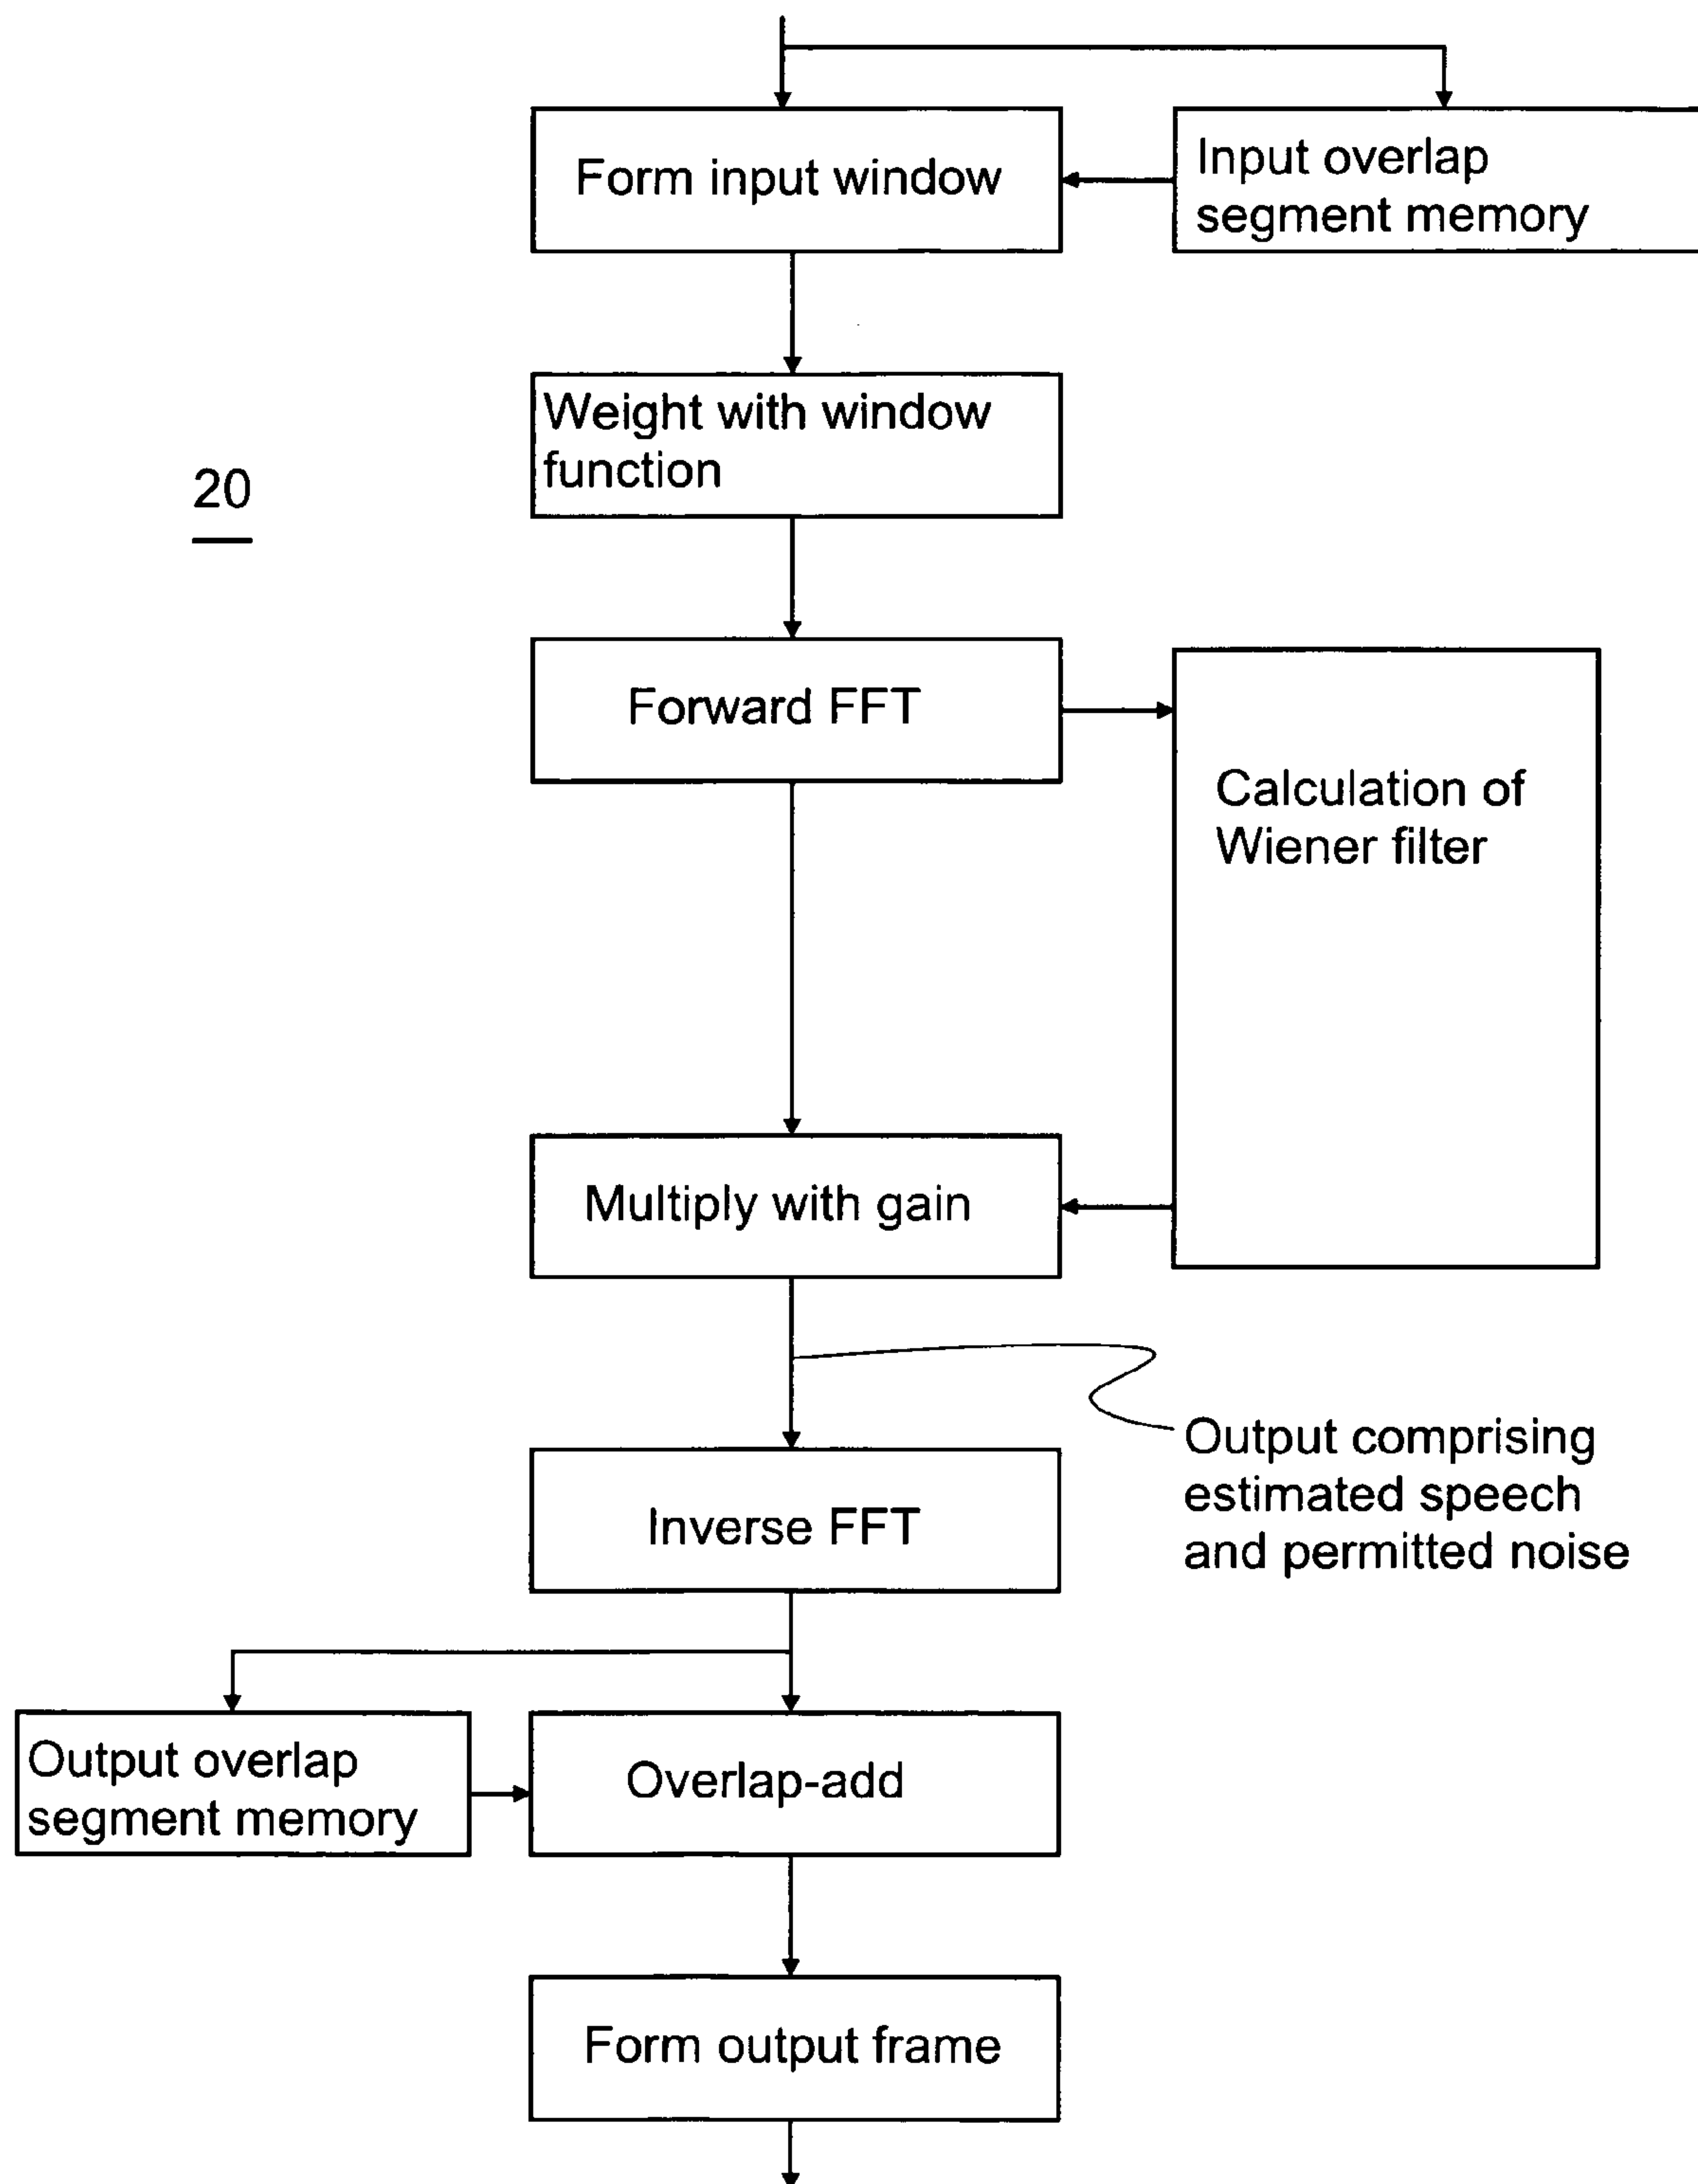 Form input window
Input overlap
segment memory
Weight with window
function
20
Forward FFT
Calculation of
Wiener filter
Multiply with gain
Output comprising
estimated speech
and permitted noise
Inverse FFT
Output overlap
segment memory
Overlap-add
Form output frame